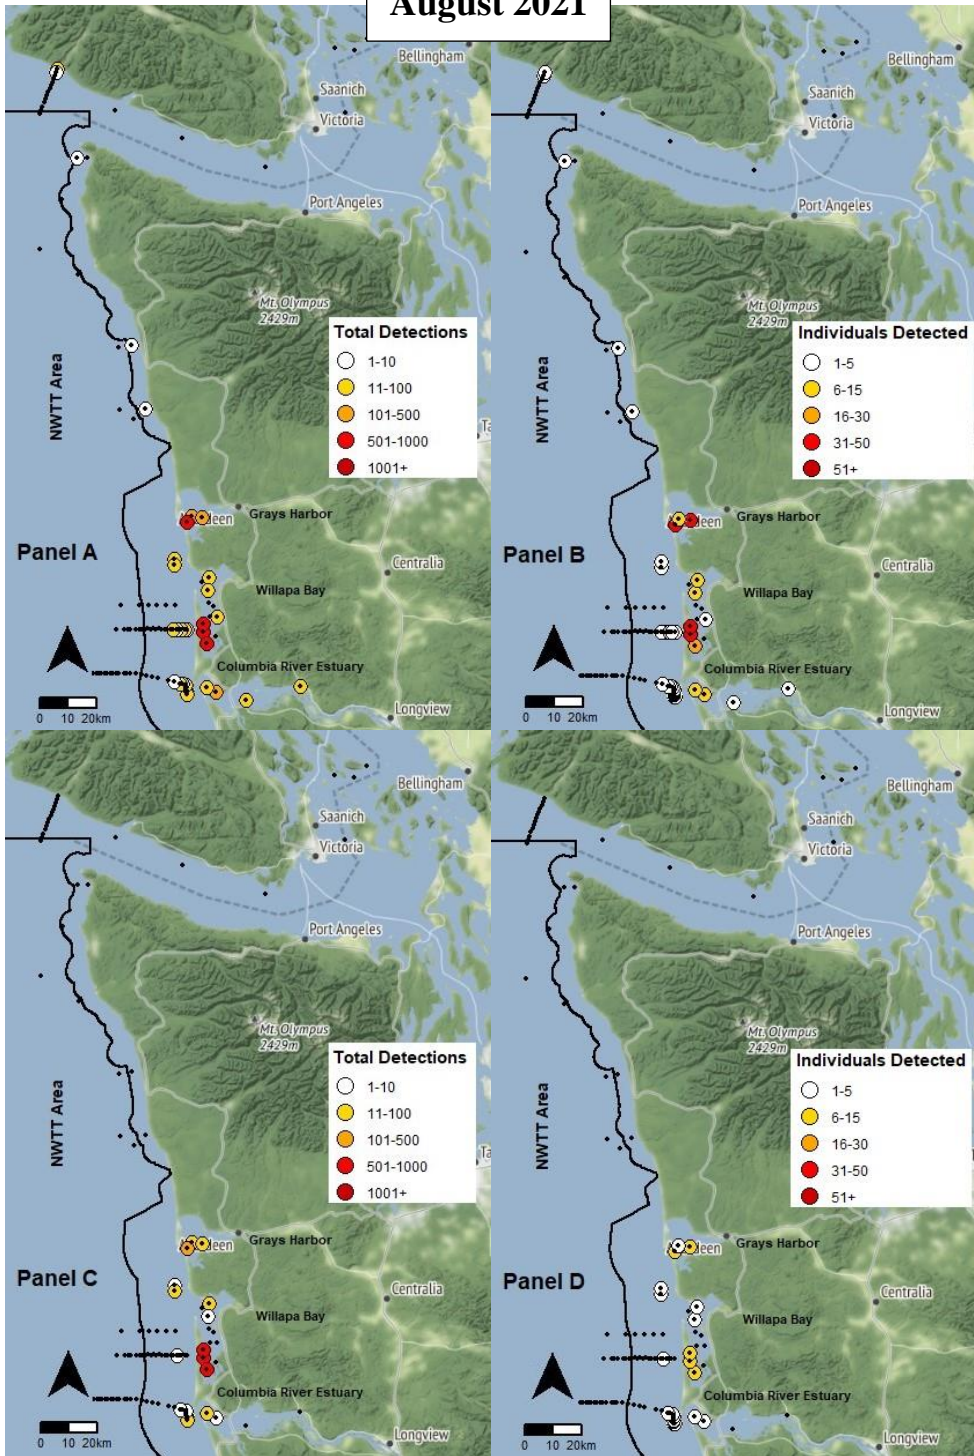 August 2021
Bellingham
Saanich
Victoria
Port Angeles
Mt. Olympus
2429m
Total Detections
1-10
11-100
101-500
501-1000
1001+
NWTT Area
Ta
Grays Harbor
Panel A
Centralia
Willapa Bay
Columbia River Estuary
Longview
0 10 20km
Bellingham
Saanich
Victoria
Port Angeles
Mt. Olympus
2429m
Individuals Detected
1-5
6-15
16-30
31-50
51+
NWTT Area
Grays Harbor
Panel B
Centralia
Willapa Bay
Columbia River Estuary
Longview
0 10 20km
Bellingham
Saanich
Victoria
Port Angeles
Mt. Olympus
2429m
Total Detections
1-10
11-100
101-500
501-1000
1001+
NWTT Area
Ta
Grays Harbor
Panel C
Centralia
Willapa Bay
Columbia River Estuary
Longview
0 10 20km
Bellingham
Saanich
Victoria
Port Angeles
Mt. Olympus
2429m
Individuals Detected
1-5
6-15
16-30
31-50
51+
NWTT Area
Grays Harbor
Panel D
Centralia
Willapa Bay
Columbia River Estuary
Longview
0 10 20km